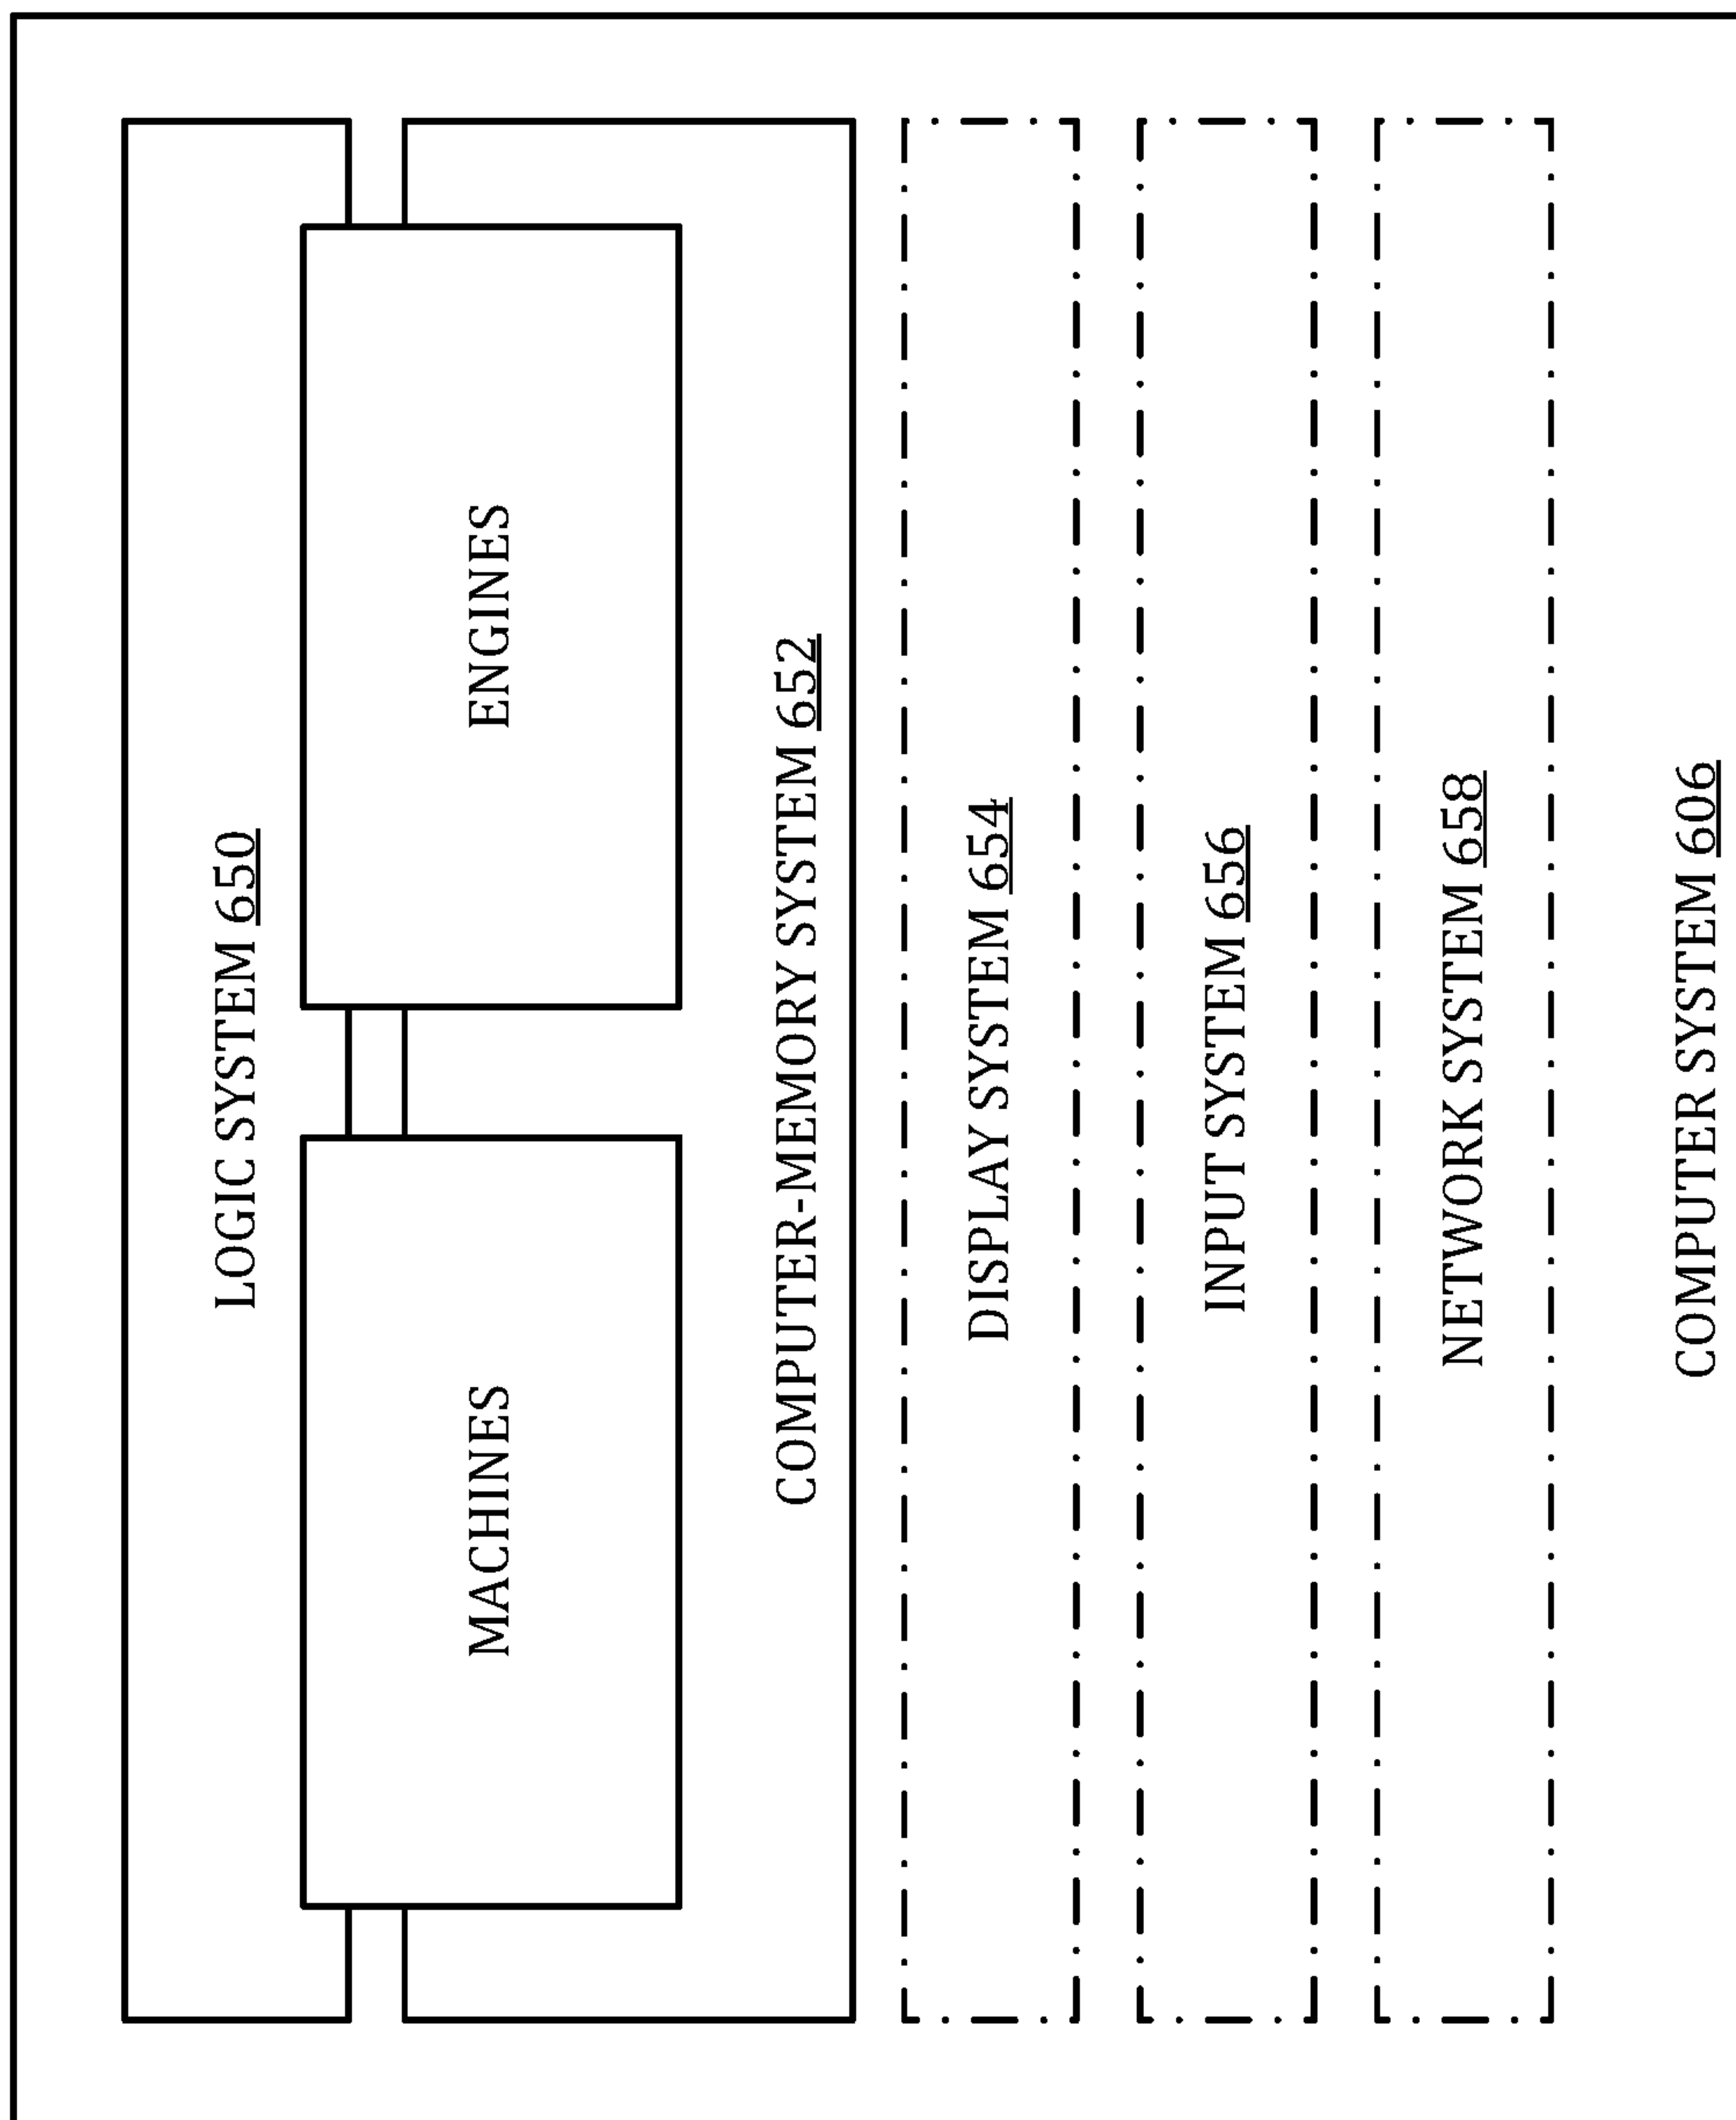 LOGIC SYSTEM 650
MACHINES
ENGINES
COMPUTER-MEMORY SYSTEM 652
DISPLAY SYSTEM 654
INPUT SYSTEM 656
NETWORK SYSTEM 658
COMPUTER SYSTEM 606